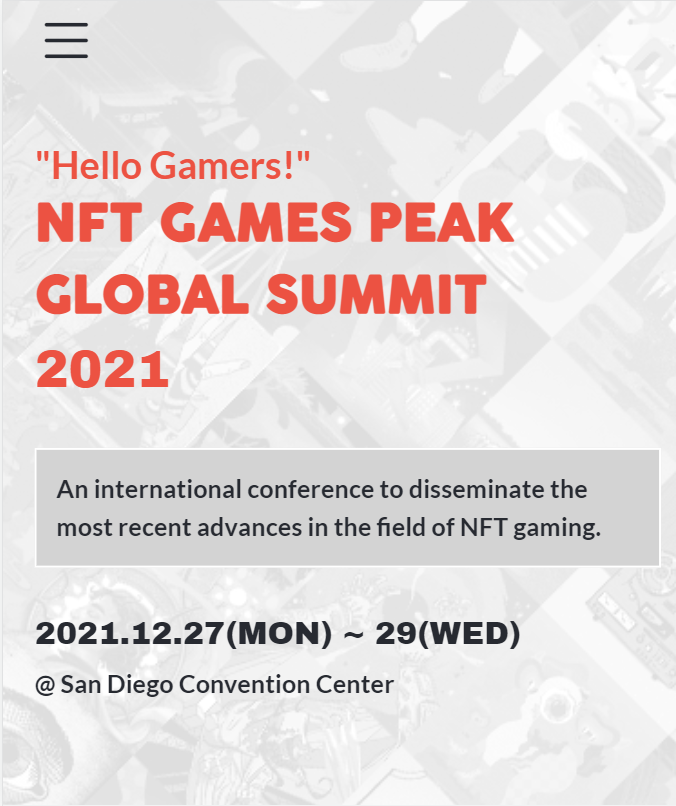 "Hello Gamers!"
NFT GAMES PEAK
GLOBAL SUMMIT
2021
An international conference to disseminate the
most recent advances in the field of NFT gaming.
2021.12.27(MON) ~ 29(WED)
@ San Diego Convention Center